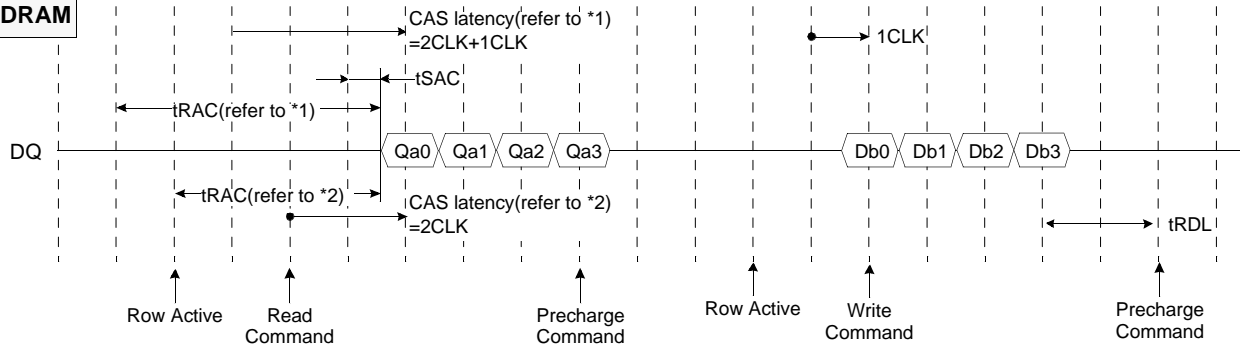 DRAM
CAS latency(refer to *1)
=2CLK+1CLK
1CLK
tSAC
tRAC(refer to *1)
DQ
Qa0 Qa1 Qa2 Qa3
Db0 Db1 Db2 Db3
tRAC(refer to *2)
CAS latency(refer to *2)
=2CLK
tRDL
Row Active
Read
Command
Precharge
Command
Row Active
Write
Command
Precharge
Command